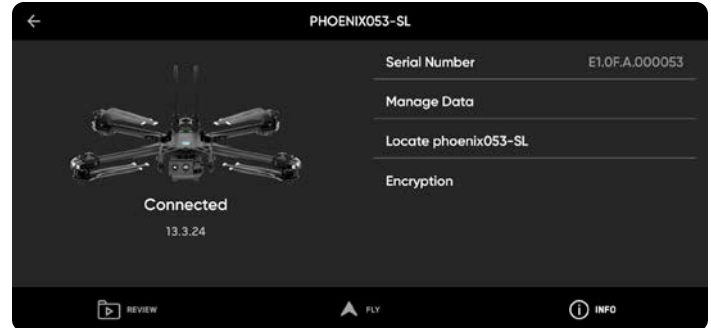 PHOENIX053-SL
Serial Number E1.0F.A.000053
Manage Data
Locate phoenix053-SL
Encryption
Connected
13.3.24
REVIEW FLY INFO